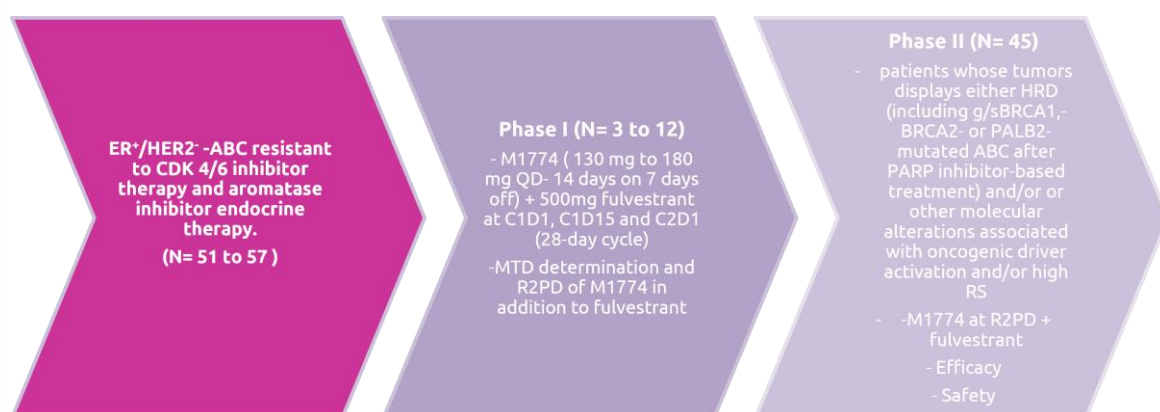 ER⁺/HER2⁻ -ABC resistant
to CDK 4/6 inhibitor
therapy and aromatase
inhibitor endocrine
therapy.
(N= 51 to 57 )
Phase I (N= 3 to 12)
- M1774 ( 130 mg to 180
mg QD- 14 days on 7 days
off) + 500mg fulvestrant
at C1D1, C1D15 and C2D1
(28-day cycle)
-MTD determination and
R2PD of M1774 in
addition to fulvestrant
Phase II (N= 45)
- patients whose tumors
displays either HRD
(including g/sBRCA1,-
BRCA2- or PALB2-
mutated ABC after
PARP inhibitor-based
treatment) and/or or
other molecular
alterations associated
with oncogenic driver
activation and/or high
RS
- -M1774 at R2PD +
fulvestrant
- Efficacy
- Safety